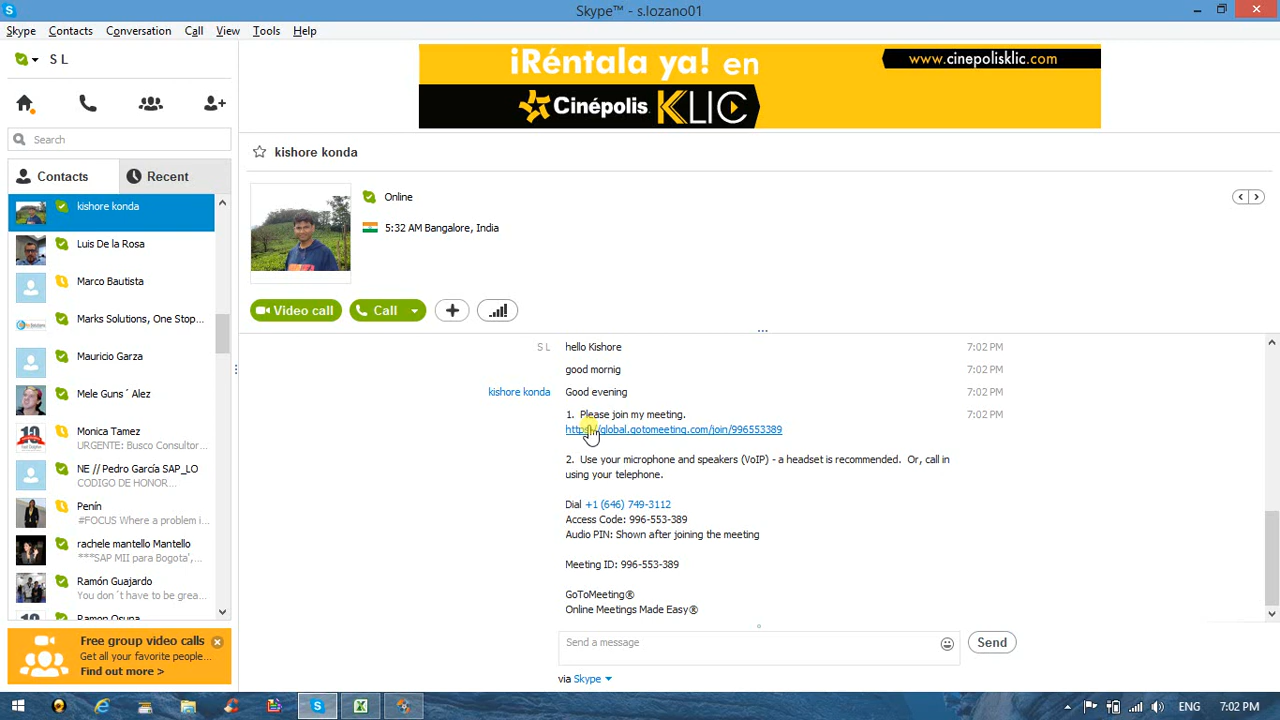 Skype™ - s.lozano01
Skype Contacts Conversation Call View Tools Help
S L
Search
Contacts Recent
kishore konda
Luis De la Rosa
Marco Bautista
Marks Solutions, One Stop...
Mauricio Garza
Mele Guns´ Alez
Monica Tamez
URGENTE: Busco Consultor...
NE // Pedro García SAP_LO
CODIGO DE HONOR...
Penín
#FOCUS Where a problem i...
rachele mantello Mantello
***SAP MII para Bogota',...
Ramón Guajardo
You don´t have to be grea...
Ramon Osuna
Free group video calls
Get all your favorite people...
Find out more >
¡Réntala ya! en
www.cinepolisklic.com
Cinépolis KLIC
kishore konda
Online
5:32 AM Bangalore, India
Video call Call
S L hello Kishore 7:02 PM
good mornig 7:02 PM
kishore konda Good evening 7:02 PM
1. Please join my meeting. 7:02 PM
https://global.gotomeeting.com/join/996553389
2. Use your microphone and speakers (VoIP) - a headset is recommended. Or, call in
using your telephone.
Dial +1 (646) 749-3112
Access Code: 996-553-389
Audio PIN: Shown after joining the meeting
Meeting ID: 996-553-389
GoToMeeting®
Online Meetings Made Easy®
Send a message
Send
via Skype
ENG 7:02 PM